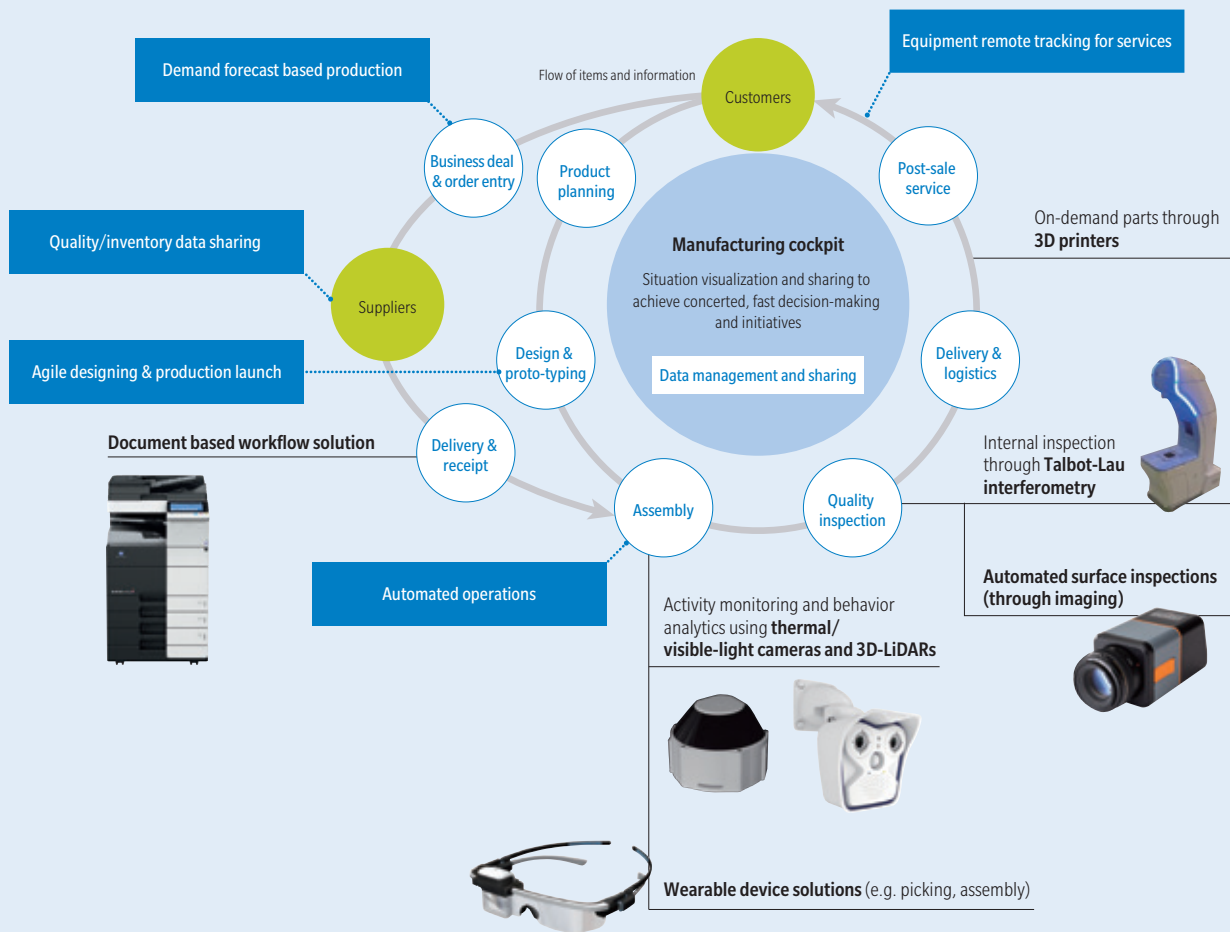 Equipment remote tracking for services
Demand forecast based production
Flow of items and information
Customers
Business deal
& order entry
Product
planning
Post-sale
service
On-demand parts through
3D printers
Quality/inventory data sharing
Manufacturing cockpit
Situation visualization and sharing to
achieve concerted, fast decision-making
and initiatives
Suppliers
Agile designing & production launch
Design &
proto-typing
Data management and sharing
Delivery &
logistics
Document based workflow solution
Delivery &
receipt
Internal inspection
through Talbot-Lau
interferometry
Assembly
Quality
inspection
Automated operations
Automated surface inspections
(through imaging)
Activity monitoring and behavior
analytics using thermal/
visible-light cameras and 3D-LiDARs
Wearable device solutions (e.g. picking, assembly)